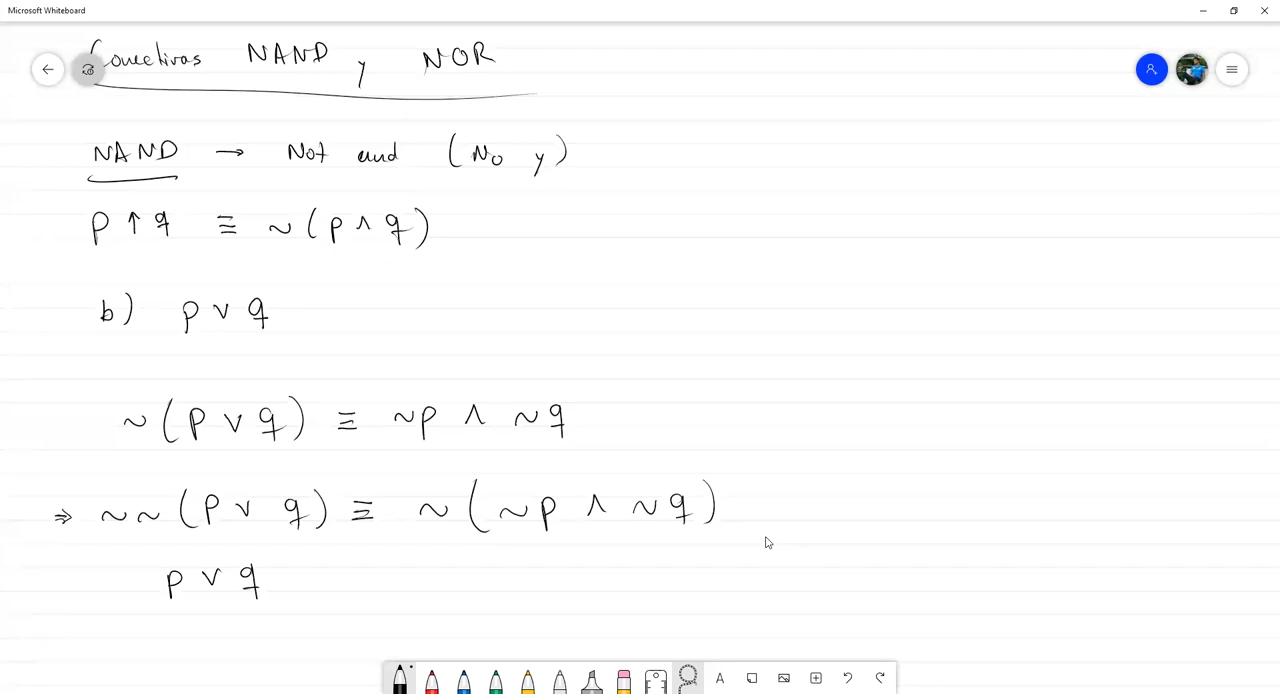 Microsoft Whiteboard
Conectivas NAND y NOR
NAND → Not and (No y)
p ↑ q ≡ ~(p ∧ q)
b) p ∨ q
~(p ∨ q) ≡ ~p ∧ ~q
⇒ ~~(p ∨ q) ≡ ~(~p ∧ ~q)
p ∨ q
A